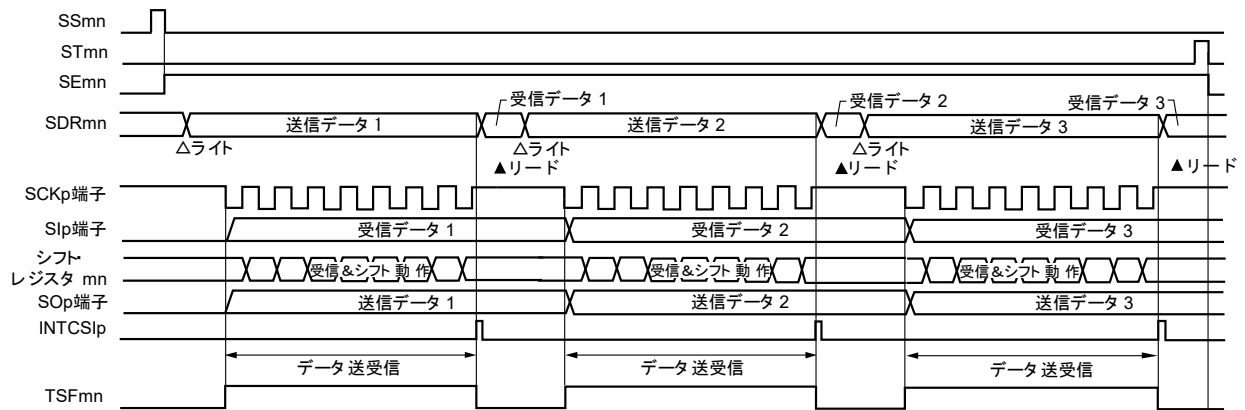 SSmn
STmn
SEmn
受信データ 1
受信データ 2
受信データ 3
SDRmn
送信データ 1
送信データ 2
送信データ 3
△ライト
△ライト
△ライト
▲リード
▲リード
▲リード
SCKp端子
SIp端子
受信データ 1
受信データ 2
受信データ 3
シフト・
レジスタ mn
受信&シフト動作
受信&シフト動作
受信&シフト動作
SOp端子
送信データ 1
送信データ 2
送信データ 3
INTCSIp
データ送受信
データ送受信
データ送受信
TSFmn